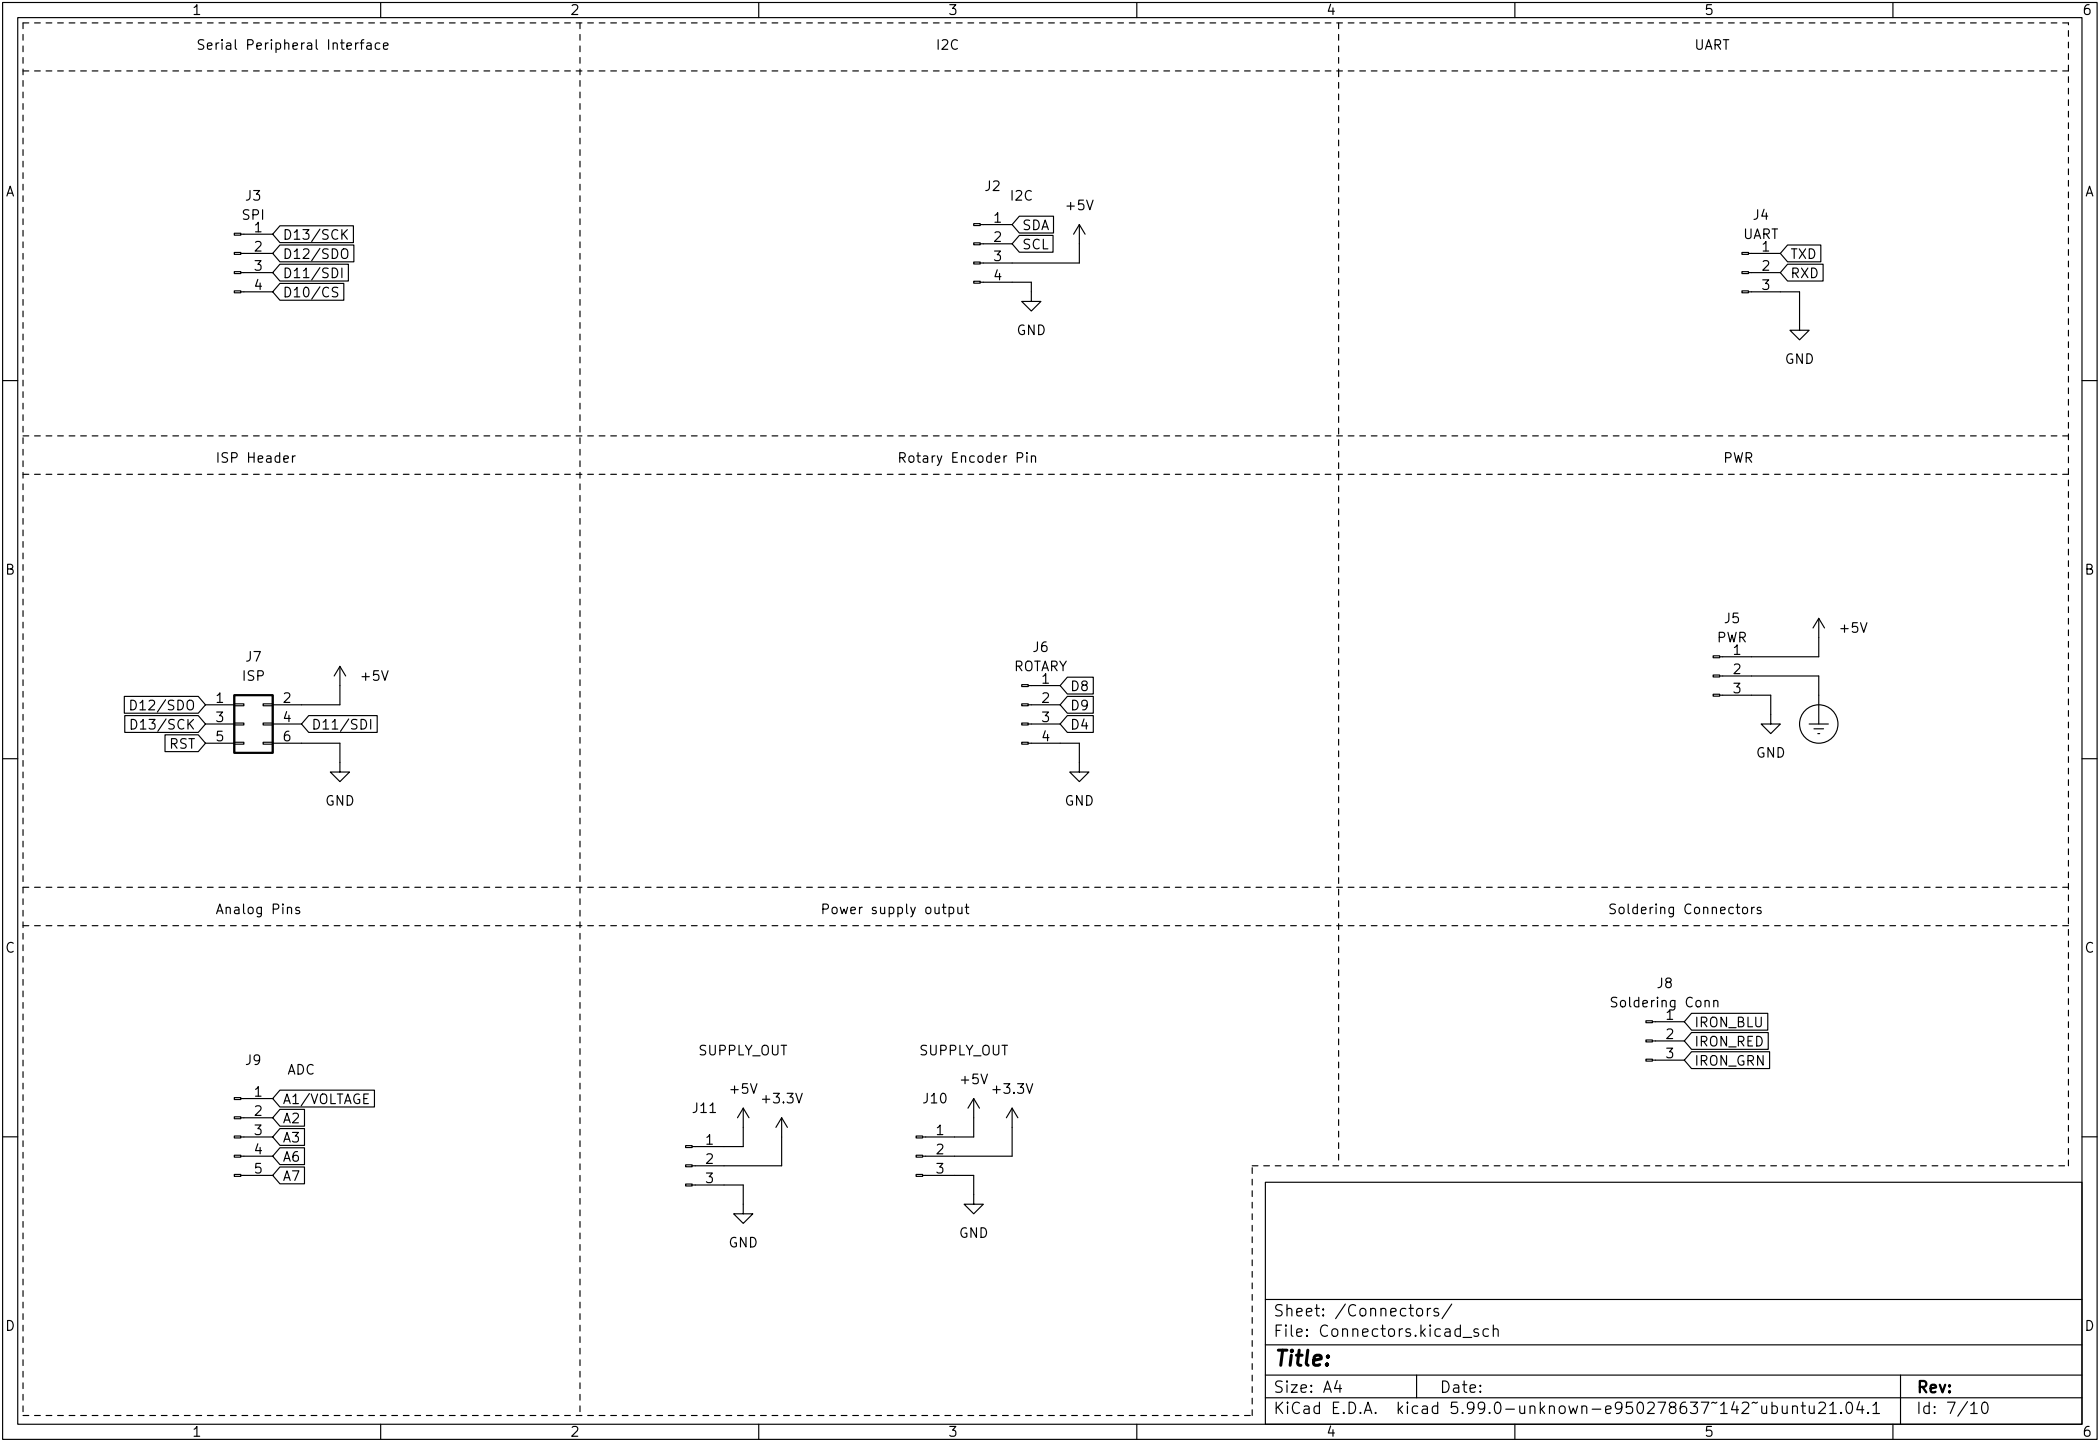 1 2 3 4 5 6
Serial Peripheral Interface
I2C
UART
A
A
J3
SPI
1 D13/SCK
2 D12/SDO
3 D11/SDI
4 D10/CS
J2
I2C
+5V
1 SDA
2 SCL
3
4
GND
J4
UART
1 TXD
2 RXD
3
GND
ISP Header
Rotary Encoder Pin
PWR
B
B
J7
ISP
+5V
D12/SDO 1 2
D13/SCK 3 4 D11/SDI
RST 5 6
GND
J6
ROTARY
1 D8
2 D9
3 D4
4
GND
J5
PWR
+5V
1
2
3
GND
Analog Pins
Power supply output
Soldering Connectors
C
C
J9
ADC
1 A1/VOLTAGE
2 A2
3 A3
4 A6
5 A7
SUPPLY_OUT
+5V
+3.3V
J11
1
2
3
GND
SUPPLY_OUT
+5V
+3.3V
J10
1
2
3
GND
J8
Soldering Conn
1 IRON_BLU
2 IRON_RED
3 IRON_GRN
D
D
Sheet: /Connectors/
File: Connectors.kicad_sch
Title:
Size: A4 Date: Rev:
KiCad E.D.A. kicad 5.99.0-unknown-e950278637~142~ubuntu21.04.1 Id: 7/10
1 2 3 4 5 6